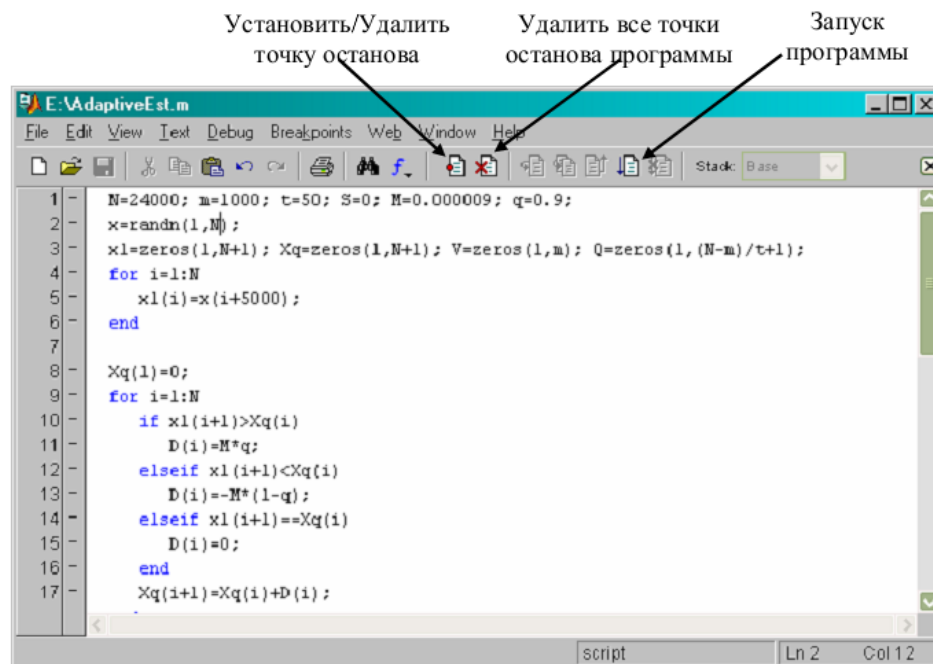 Установить/Удалить точку останова
Удалить все точки останова программы
Запуск программы
E:\AdaptiveEst.m
File Edit View Text Debug Breakpoints Web Window Help
Stack: Base
1 - N=24000; m=1000; t=50; S=0; M=0.000009; q=0.9;
2 - x=randn(1,N);
3 - x1=zeros(1,N+1); Xq=zeros(1,N+1); V=zeros(1,m); Q=zeros(1,(N-m)/t+1);
4 - for i=1:N
5 - x1(i)=x(i+5000);
6 - end
7
8 - Xq(1)=0;
9 - for i=1:N
10 - if x1(i+1)>Xq(i)
11 - D(i)=M*q;
12 - elseif x1(i+1)<Xq(i)
13 - D(i)=-M*(1-q);
14 - elseif x1(i+1)==Xq(i)
15 - D(i)=0;
16 - end
17 - Xq(i+1)=Xq(i)+D(i);
script Ln 2 Col 12